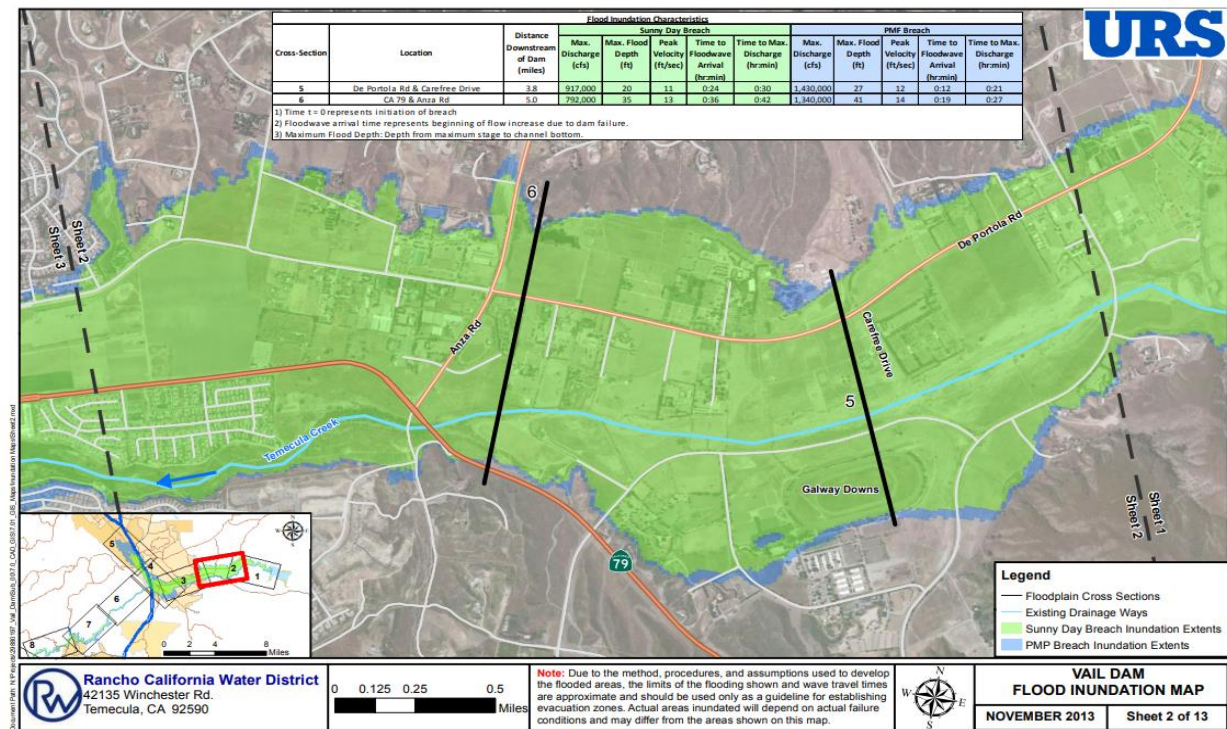 URS
Flood Inundation Characteristics
Cross-Section Location Distance Downstream of Dam (miles) Sunny Day Breach PMF Breach
Max. Discharge (cfs) Max. Flood Depth (ft) Peak Velocity (ft/sec) Time to Floodwave Arrival (hr:min) Time to Max. Discharge (hr:min) Max. Discharge (cfs) Max. Flood Depth (ft) Peak Velocity (ft/sec) Time to Floodwave Arrival (hr:min) Time to Max. Discharge (hr:min)
5 De Portola Rd & Carefree Drive 3.8 917,000 20 11 0:24 0:30 1,430,000 27 12 0:12 0:21
6 CA 79 & Anza Rd 5.0 792,000 35 13 0:36 0:42 1,340,000 41 14 0:19 0:27
1) Time t = 0 represents initiation of breach
2) Floodwave arrival time represents beginning of flow increase due to dam failure.
3) Maximum Flood Depth: Depth from maximum stage to channel bottom.
6
De Portola Rd
Sheet 2
Sheet 3
Anza Rd
Carefree Drive
5
Temecula Creek
Galway Downs
Sheet 1
Sheet 2
79
5
4
3
2
1
6
7
8
N
W E
S
0 2 4 8
Miles
Legend
Floodplain Cross Sections
Existing Drainage Ways
Sunny Day Breach Inundation Extents
PMP Breach Inundation Extents
RW
Rancho California Water District
42135 Winchester Rd.
Temecula, CA 92590
0 0.125 0.25 0.5
Miles
Note: Due to the method, procedures, and assumptions used to develop
the flooded areas, the limits of the flooding shown and wave travel times
are approximate and should be used only as a guideline for establishing
evacuation zones. Actual areas inundated will depend on actual failure
conditions and may differ from the areas shown on this map.
N
W E
S
VAIL DAM
FLOOD INUNDATION MAP
NOVEMBER 2013 Sheet 2 of 13